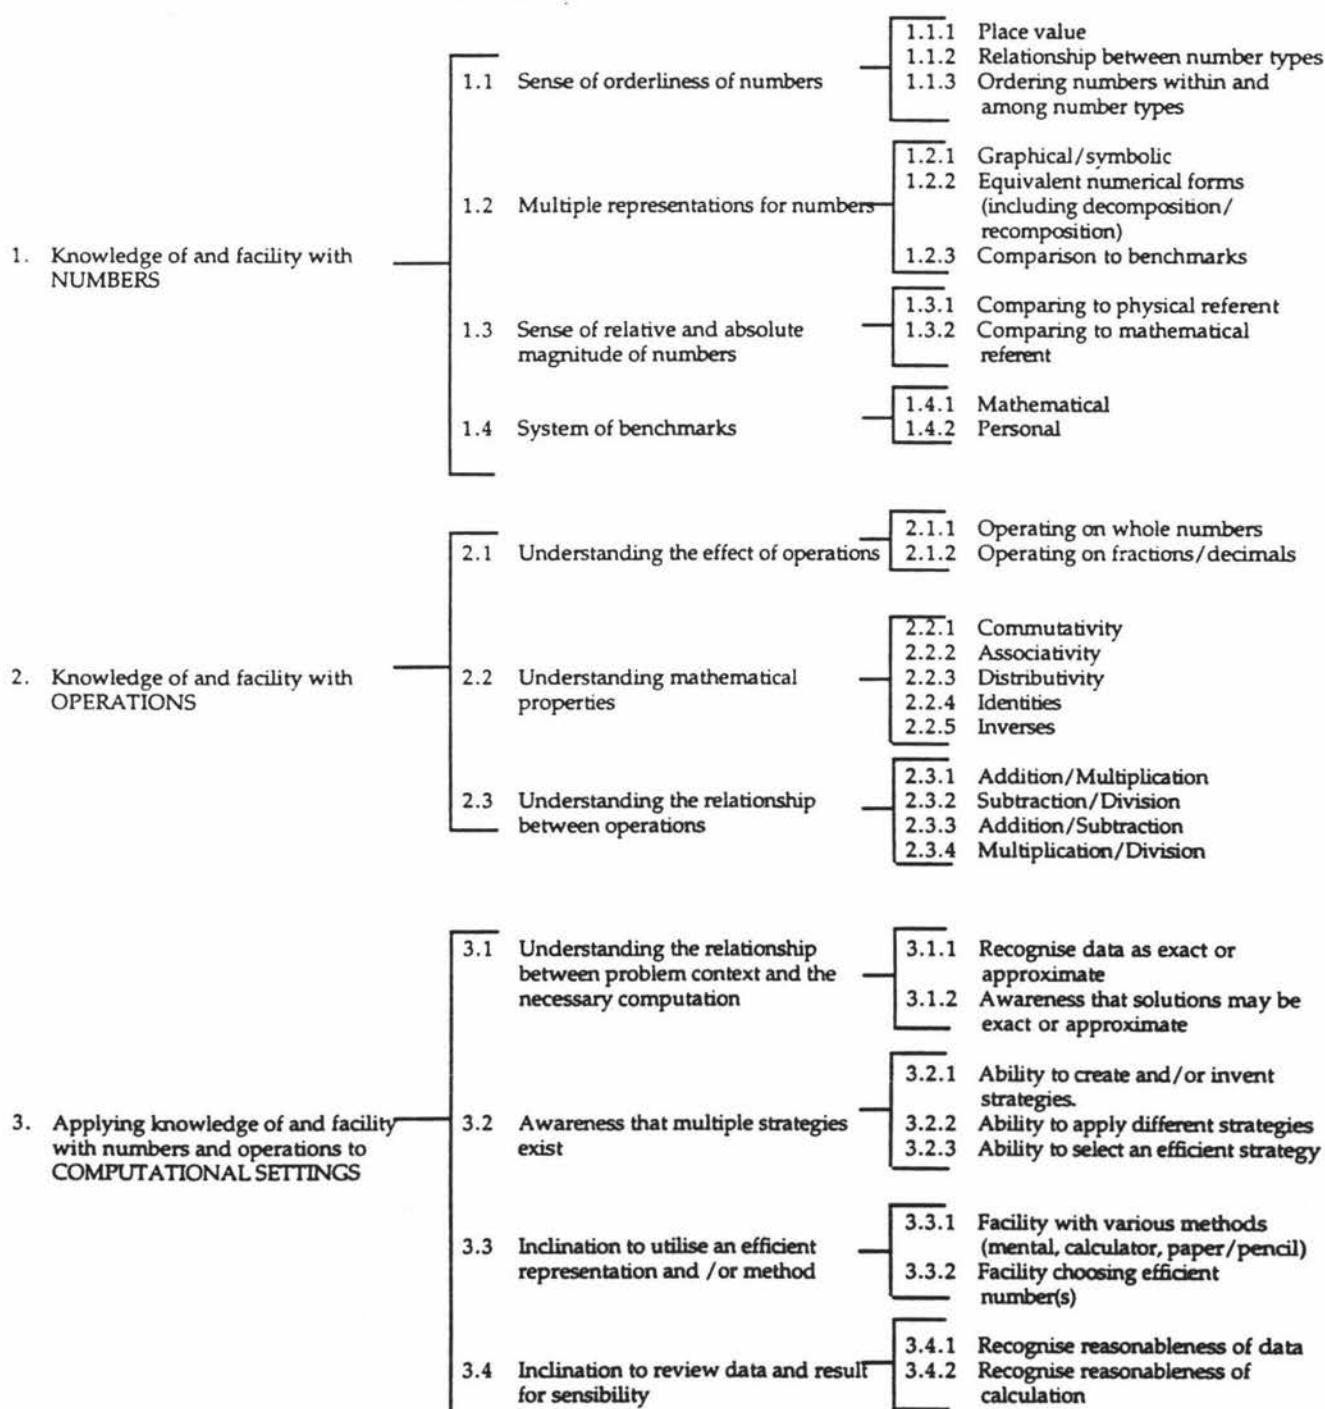 1. Knowledge of and facility with
NUMBERS
1.1 Sense of orderliness of numbers
1.1.1 Place value
1.1.2 Relationship between number types
1.1.3 Ordering numbers within and
among number types
1.2 Multiple representations for numbers
1.2.1 Graphical/symbolic
1.2.2 Equivalent numerical forms
(including decomposition/
recomposition)
1.2.3 Comparison to benchmarks
1.3 Sense of relative and absolute
magnitude of numbers
1.3.1 Comparing to physical referent
1.3.2 Comparing to mathematical
referent
1.4 System of benchmarks
1.4.1 Mathematical
1.4.2 Personal
2. Knowledge of and facility with
OPERATIONS
2.1 Understanding the effect of operations
2.1.1 Operating on whole numbers
2.1.2 Operating on fractions/decimals
2.2 Understanding mathematical
properties
2.2.1 Commutativity
2.2.2 Associativity
2.2.3 Distributivity
2.2.4 Identities
2.2.5 Inverses
2.3 Understanding the relationship
between operations
2.3.1 Addition/Multiplication
2.3.2 Subtraction/Division
2.3.3 Addition/Subtraction
2.3.4 Multiplication/Division
3. Applying knowledge of and facility
with numbers and operations to
COMPUTATIONAL SETTINGS
3.1 Understanding the relationship
between problem context and the
necessary computation
3.1.1 Recognise data as exact or
approximate
3.1.2 Awareness that solutions may be
exact or approximate
3.2 Awareness that multiple strategies
exist
3.2.1 Ability to create and/or invent
strategies.
3.2.2 Ability to apply different strategies
3.2.3 Ability to select an efficient strategy
3.3 Inclination to utilise an efficient
representation and /or method
3.3.1 Facility with various methods
(mental, calculator, paper/pencil)
3.3.2 Facility choosing efficient
number(s)
3.4 Inclination to review data and result
for sensibility
3.4.1 Recognise reasonableness of data
3.4.2 Recognise reasonableness of
calculation